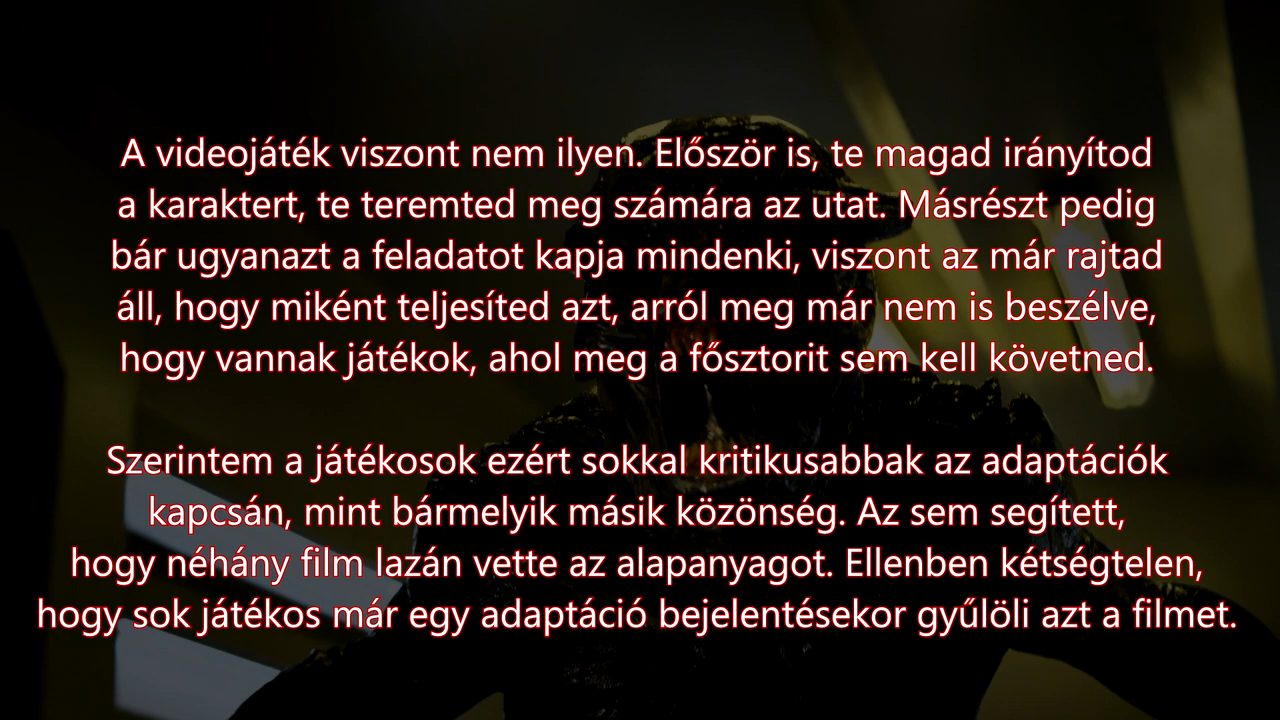 A videojáték viszont nem ilyen. Először is, te magad irányítod
a karaktert, te teremted meg számára az utat. Másrészt pedig
bár ugyanazt a feladatot kapja mindenki, viszont az már rajtad
áll, hogy miként teljesíted azt, arról meg már nem is beszélve,
hogy vannak játékok, ahol meg a fősztorit sem kell követned.
Szerintem a játékosok ezért sokkal kritikusabbak az adaptációk
kapcsán, mint bármelyik másik közönség. Az sem segített,
hogy néhány film lazán vette az alapanyagot. Ellenben kétségtelen,
hogy sok játékos már egy adaptáció bejelentésekor gyűlöli azt a filmet.